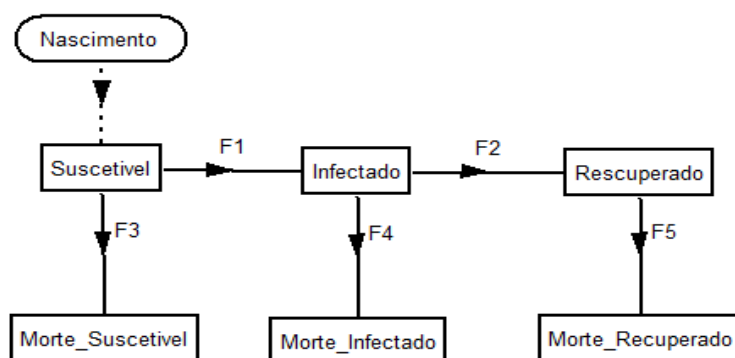 Nascimento
F1
F2
Suscetivel
Infectado
Rescuperado
F3
F4
F5
Morte_Suscetivel
Morte_Infectado
Morte_Recuperado